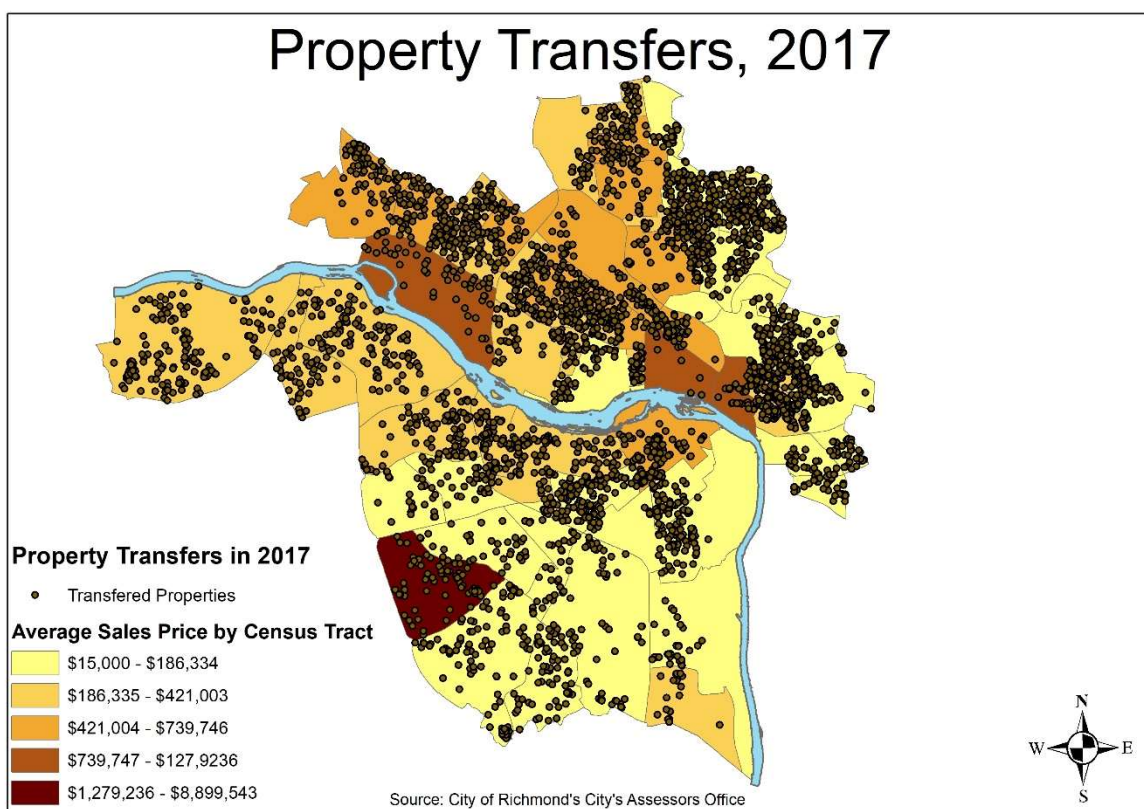 Property Transfers, 2017
Property Transfers in 2017
Transfered Properties
Average Sales Price by Census Tract
$15,000 - $186,334
$186,335 - $421,003
$421,004 - $739,746
$739,747 - $127,9236
$1,279,236 - $8,899,543
Source: City of Richmond's City's Assessors Office
N
W E
S